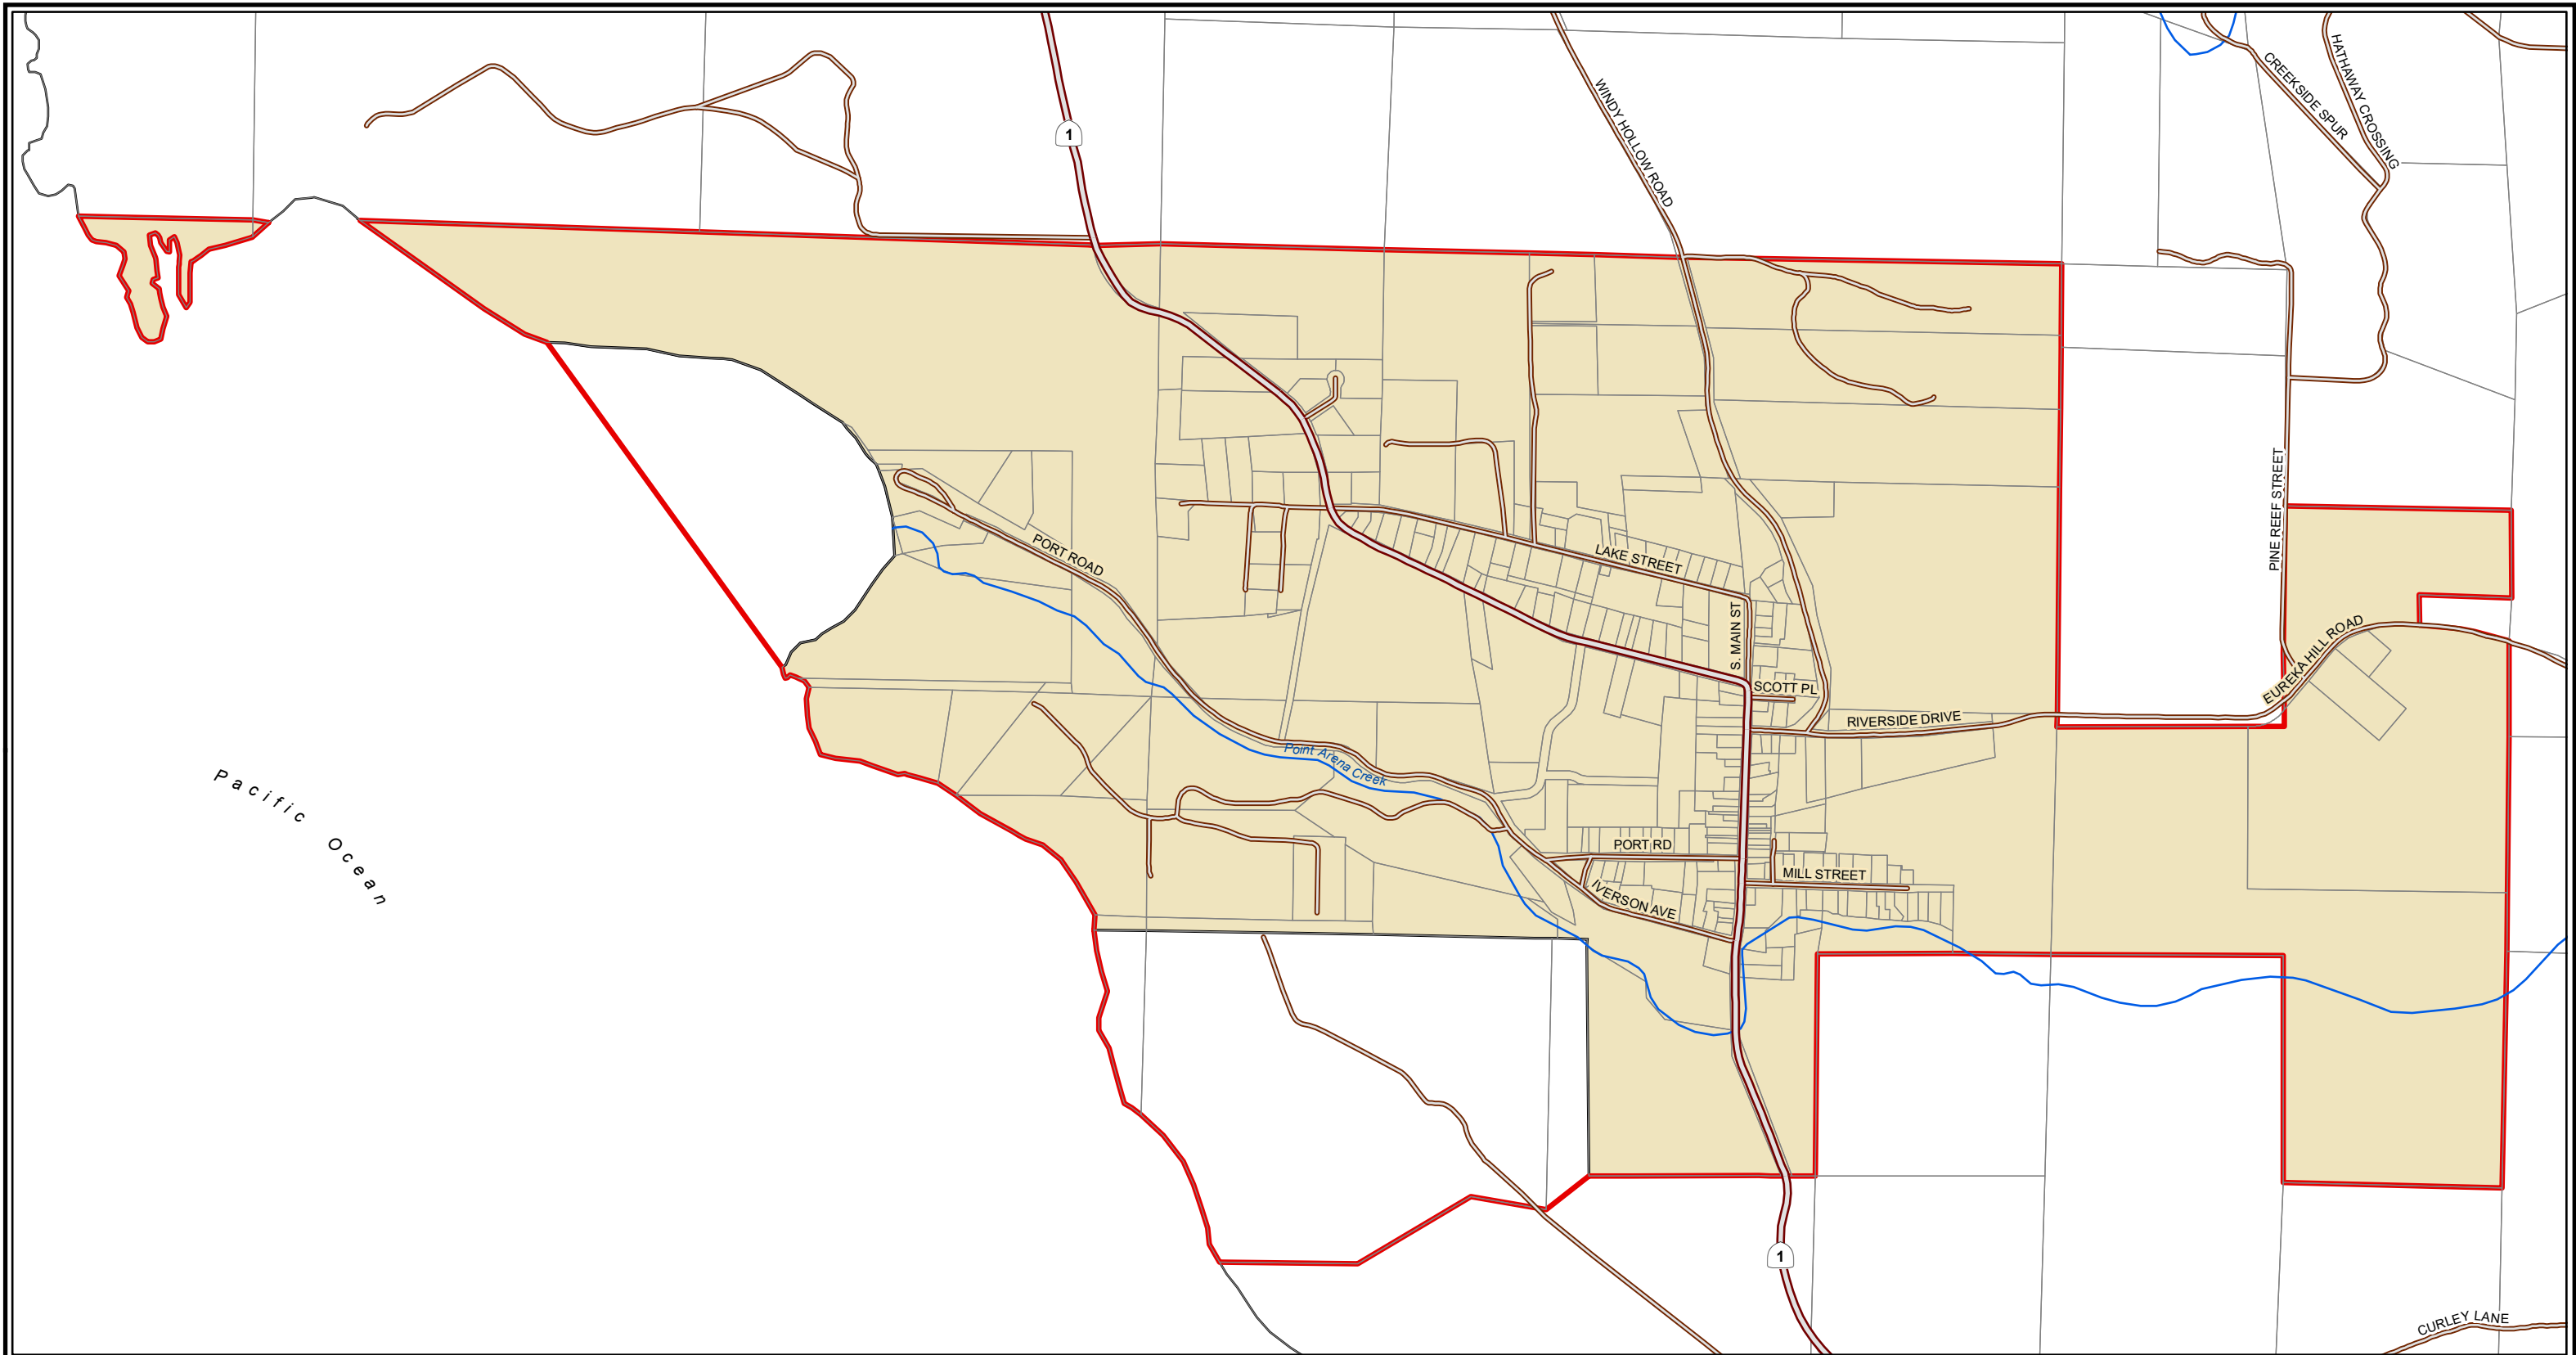 HATHAWAY CROSSING
CREEKSIDE SPUR
WINDY HOLLOW ROAD
1
PINE REEF STREET
PORT ROAD
LAKE STREET
S. MAIN ST
EUREKA HILL ROAD
SCOTT PL
RIVERSIDE DRIVE
Point Arena Creek
Pacific Ocean
PORT RD
MILL STREET
IVERSON AVE
1
CURLEY LANE